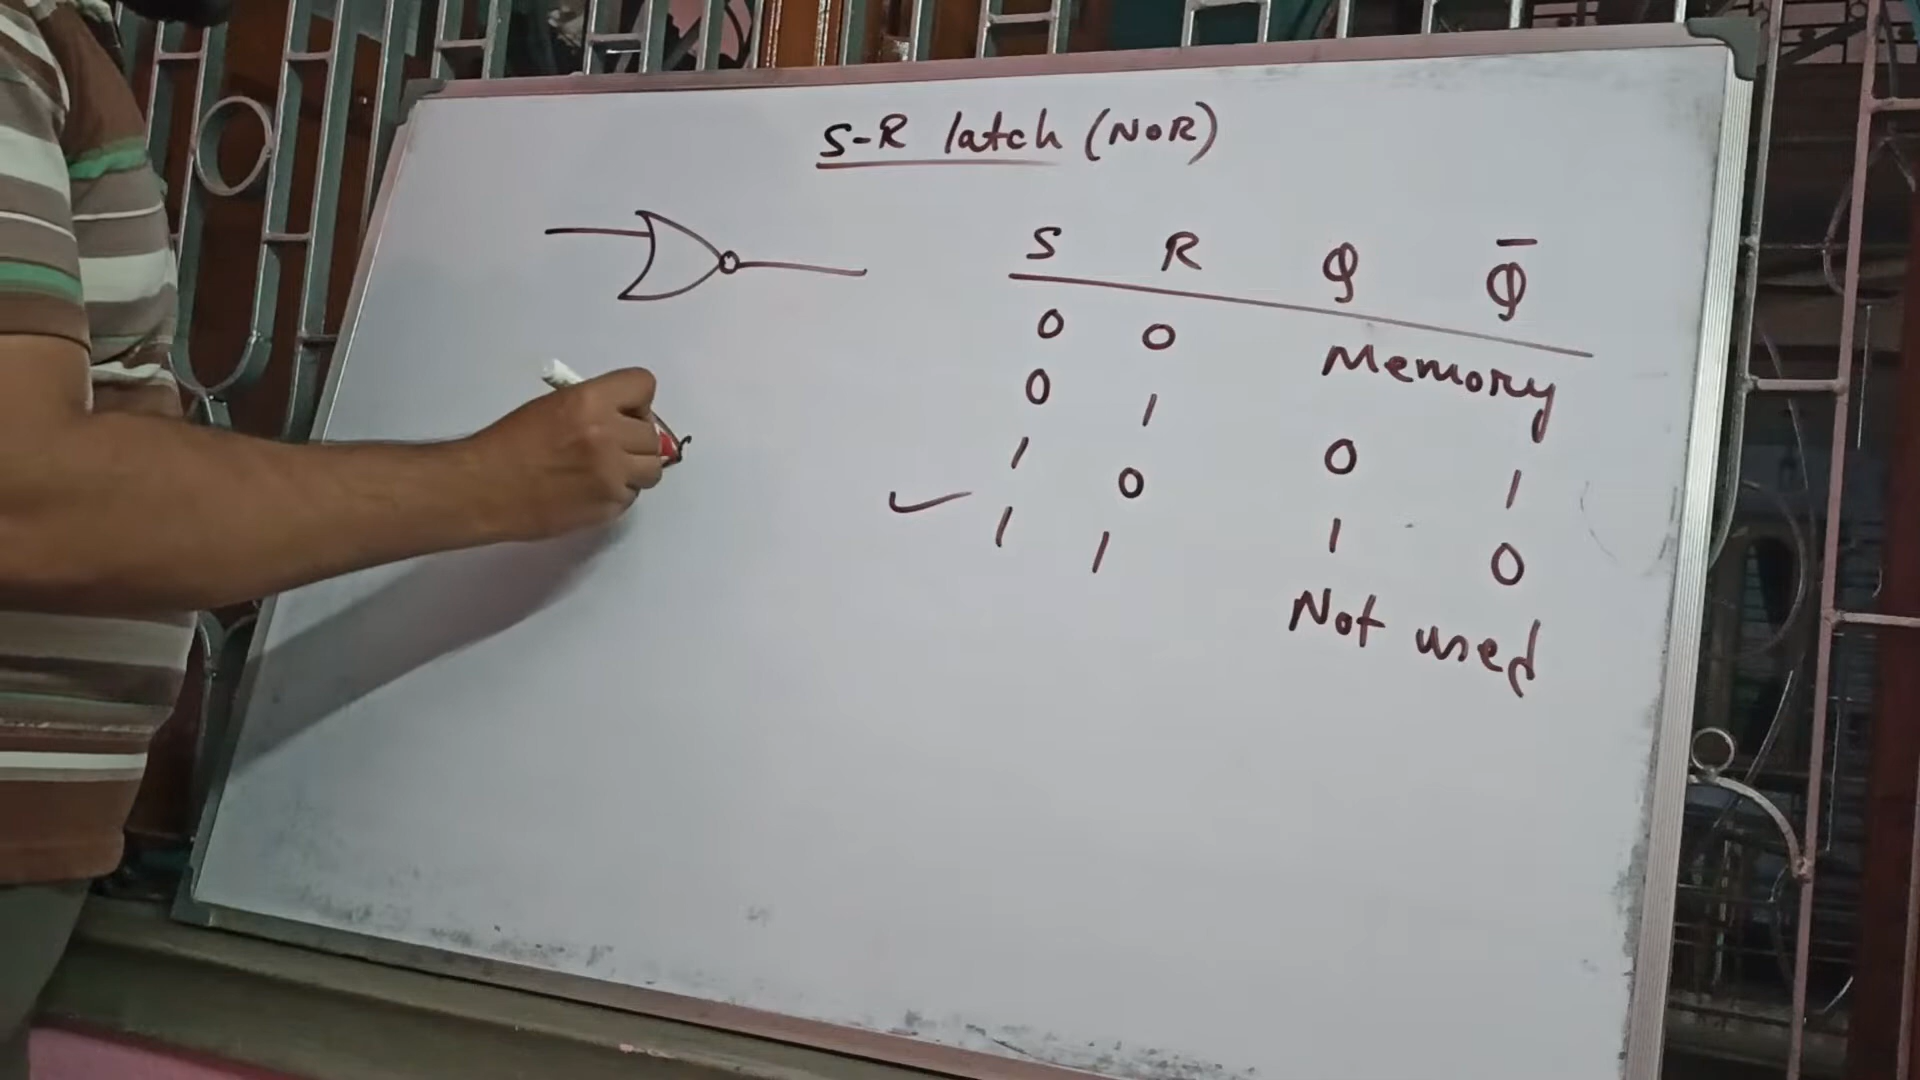 S-R latch (NOR)
S R Q Q̅
0 0 Memory
0 1 0 1
1 0 1 0
1 1 Not used